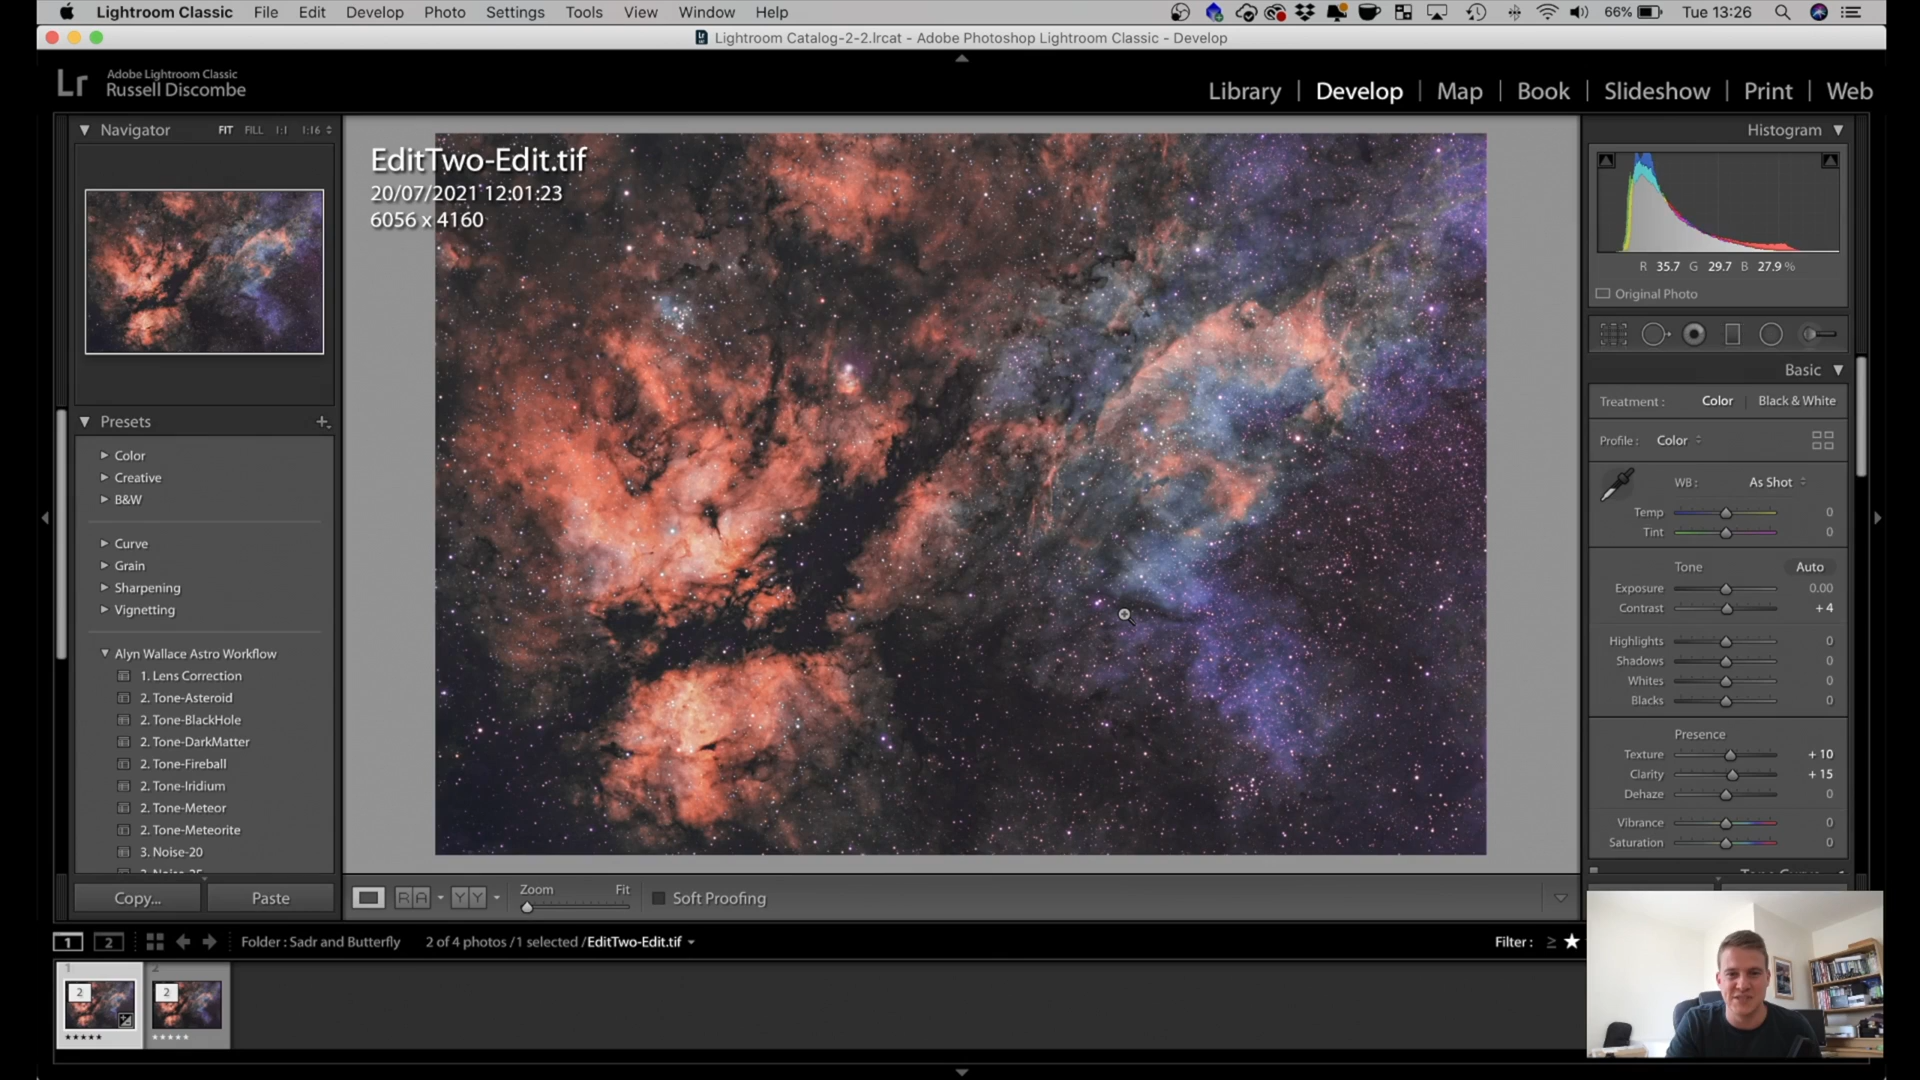 Lightroom Classic File Edit Develop Photo Settings Tools View Window Help 66% Tue 13:26
Lightroom Catalog-2-2.lrcat - Adobe Photoshop Lightroom Classic - Develop
Lr Adobe Lightroom Classic
Russell Discombe
Library | Develop | Map | Book | Slideshow | Print | Web
Navigator FIT FILL 1:1 1:16
EditTwo-Edit.tif
20/07/2021 12:01:23
6056 x 4160
Presets
Color
Creative
B&W
Curve
Grain
Sharpening
Vignetting
Alyn Wallace Astro Workflow
1. Lens Correction
2. Tone-Asteroid
2. Tone-BlackHole
2. Tone-DarkMatter
2. Tone-Fireball
2. Tone-Iridium
2. Tone-Meteor
2. Tone-Meteorite
3. Noise-20
Copy... Paste
Histogram
R 35.7 G 29.7 B 27.9 %
Original Photo
Basic
Treatment : Color | Black & White
Profile : Color
WB : As Shot
Temp 0
Tint 0
Tone Auto
Exposure 0.00
Contrast + 4
Highlights 0
Shadows 0
Whites 0
Blacks 0
Presence
Texture + 10
Clarity + 15
Dehaze 0
Vibrance 0
Saturation 0
R A Y Y Zoom Fit Soft Proofing
1 2 Folder : Sadr and Butterfly 2 of 4 photos /1 selected /EditTwo-Edit.tif Filter : ≥ ★
1 2
2 2
★★★★★ ★★★★★